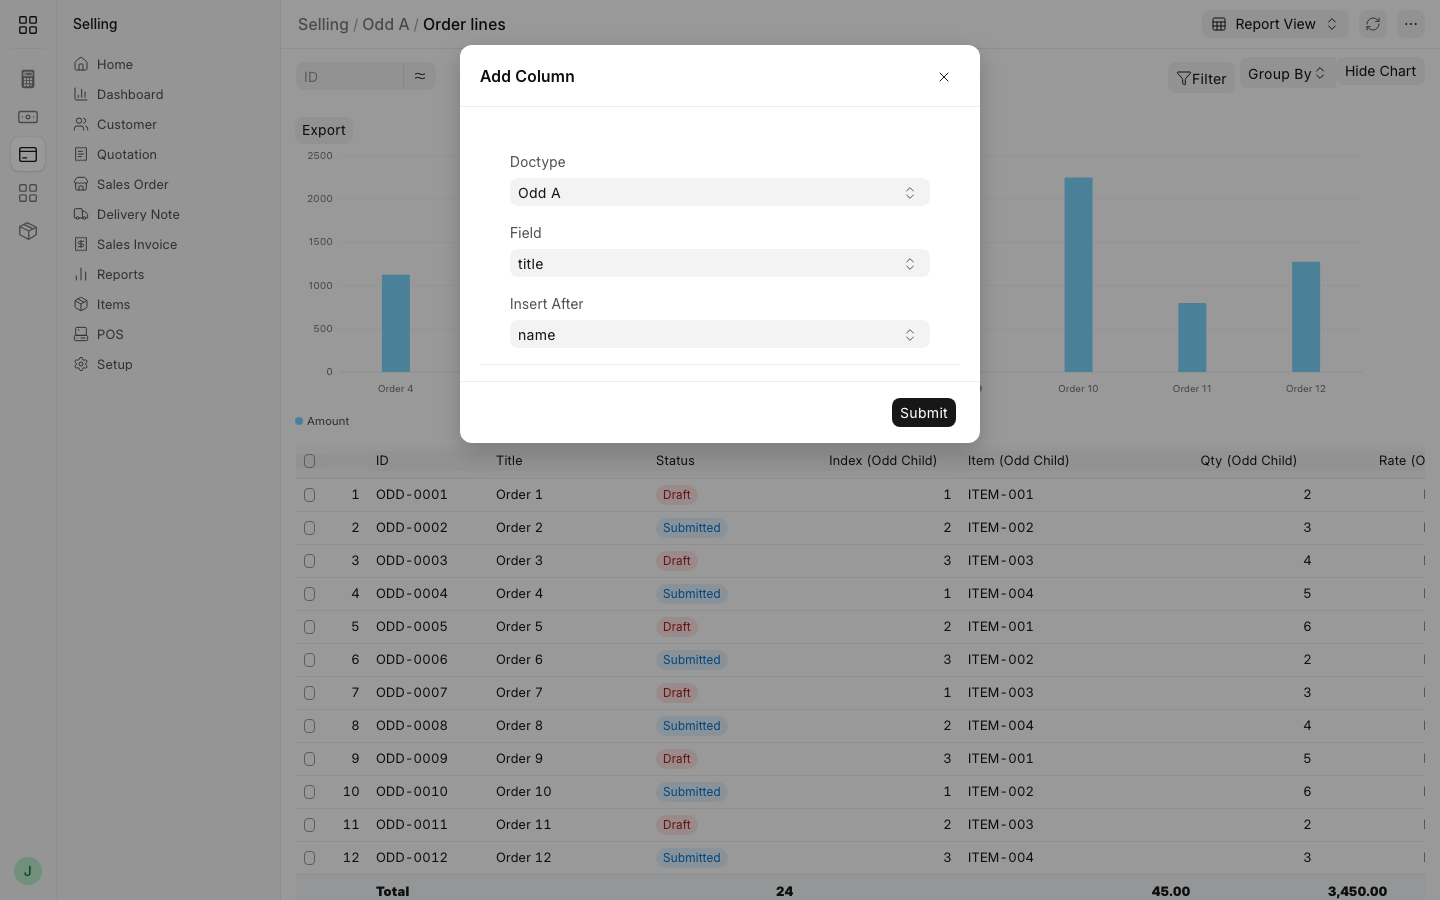 Selling
Home
Dashboard
Customer
Quotation
Sales Order
Delivery Note
Sales Invoice
Reports
Items
POS
Setup
J
Selling / Odd A / Order lines
Report View
ID
≈
Filter
Group By
Hide Chart
Export
2500
2000
1500
1000
500
0
Order 4
Order 10
Order 11
Order 12
Amount
Add Column
Doctype
Odd A
Field
title
Insert After
name
Submit
ID Title Status Index (Odd Child) Item (Odd Child) Qty (Odd Child) Rate (O
1 ODD-0001 Order 1 Draft 1 ITEM-001 2
2 ODD-0002 Order 2 Submitted 2 ITEM-002 3
3 ODD-0003 Order 3 Draft 3 ITEM-003 4
4 ODD-0004 Order 4 Submitted 1 ITEM-004 5
5 ODD-0005 Order 5 Draft 2 ITEM-001 6
6 ODD-0006 Order 6 Submitted 3 ITEM-002 2
7 ODD-0007 Order 7 Draft 1 ITEM-003 3
8 ODD-0008 Order 8 Submitted 2 ITEM-004 4
9 ODD-0009 Order 9 Draft 3 ITEM-001 5
10 ODD-0010 Order 10 Submitted 1 ITEM-002 6
11 ODD-0011 Order 11 Draft 2 ITEM-003 2
12 ODD-0012 Order 12 Submitted 3 ITEM-004 3
Total 24 45.00 3,450.00